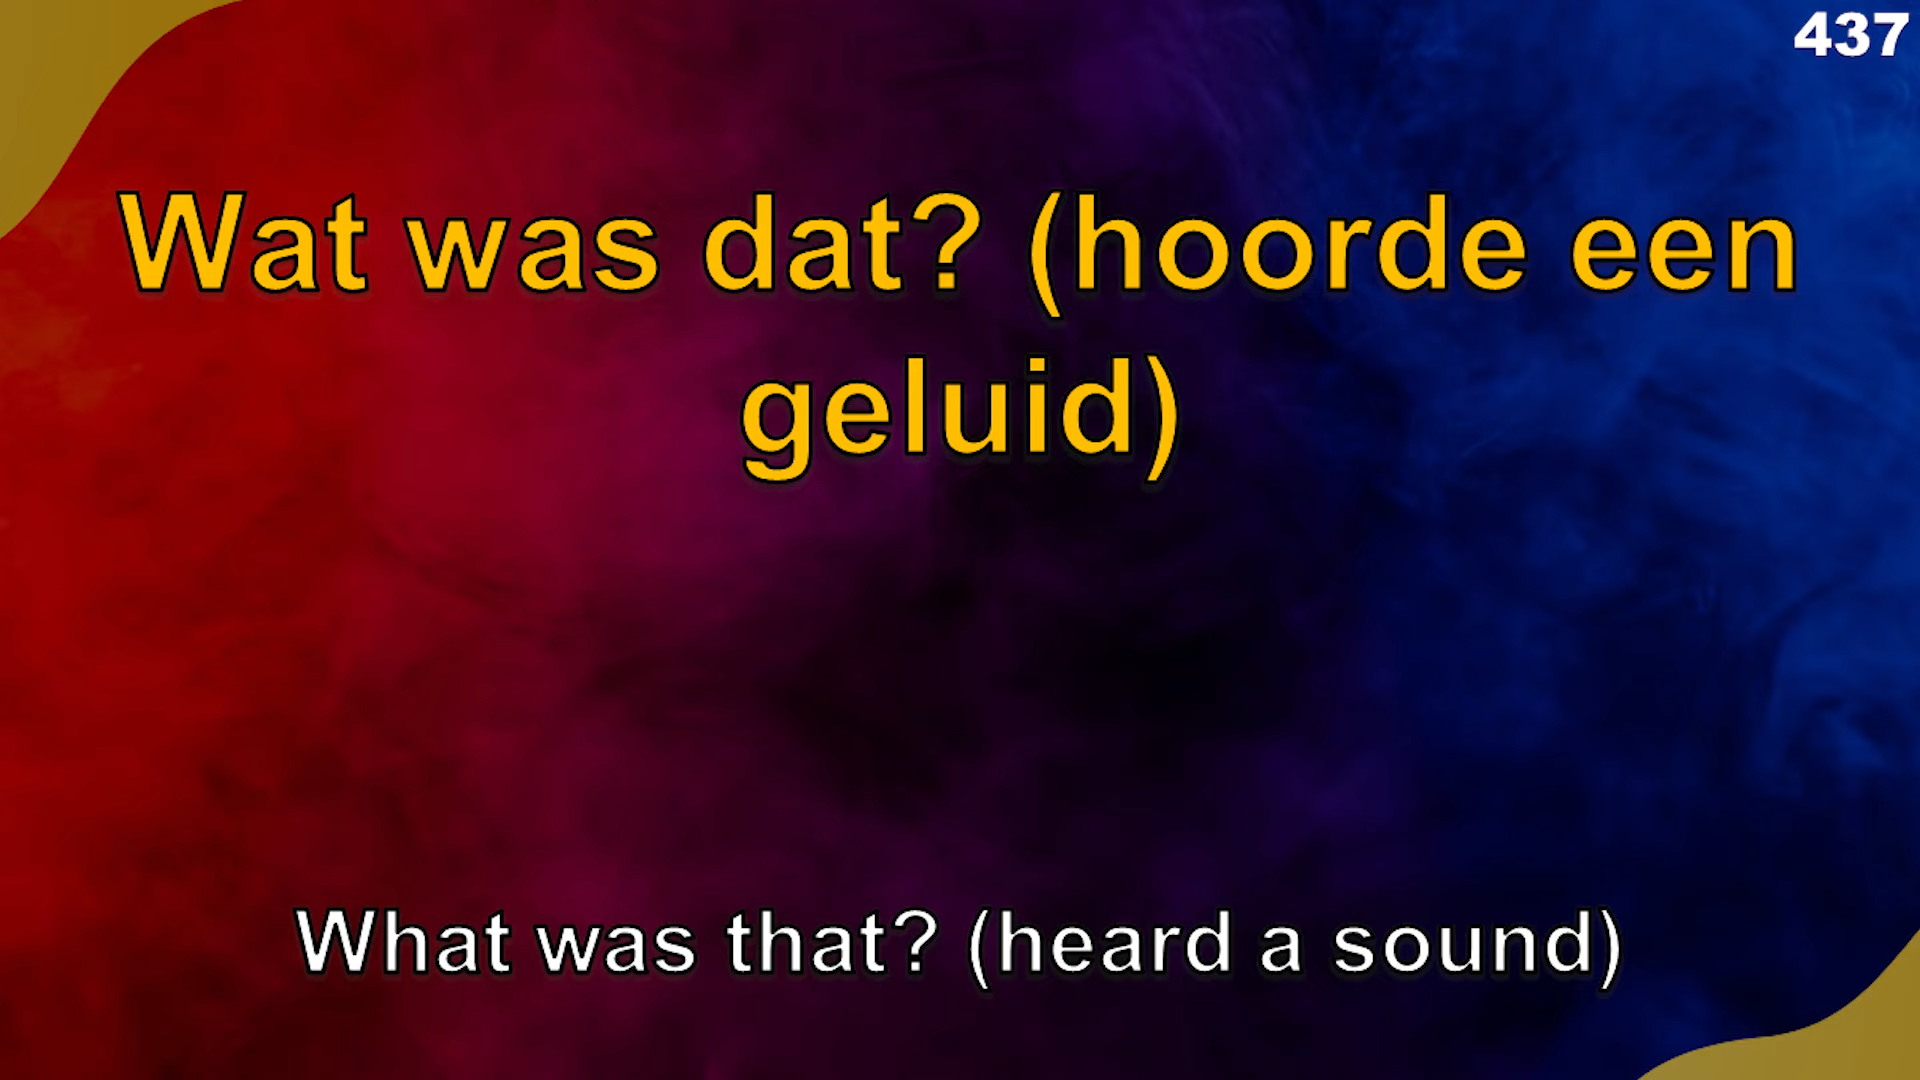 437
Wat was dat? (hoorde een
geluid)
What was that? (heard a sound)